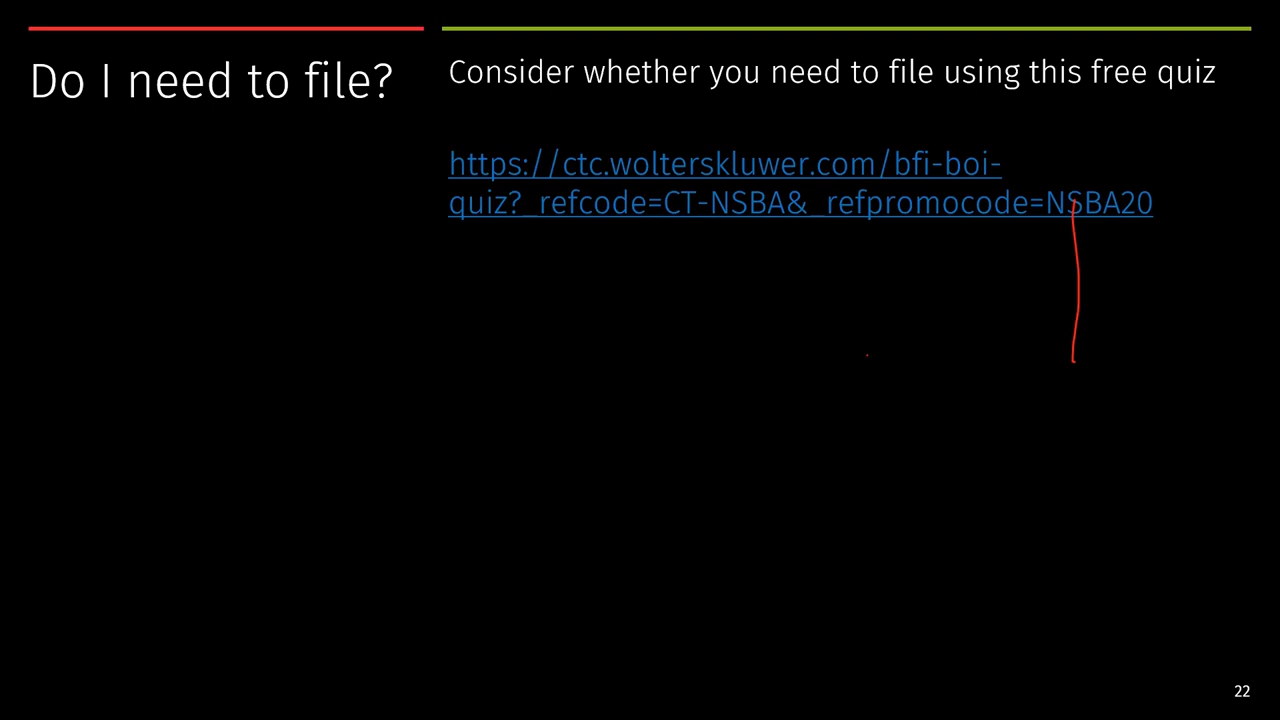 Do I need to file?
Consider whether you need to file using this free quiz
https://ctc.wolterskluwer.com/bfi-boi-
quiz?_refcode=CT-NSBA&_refpromocode=NSBA20
22